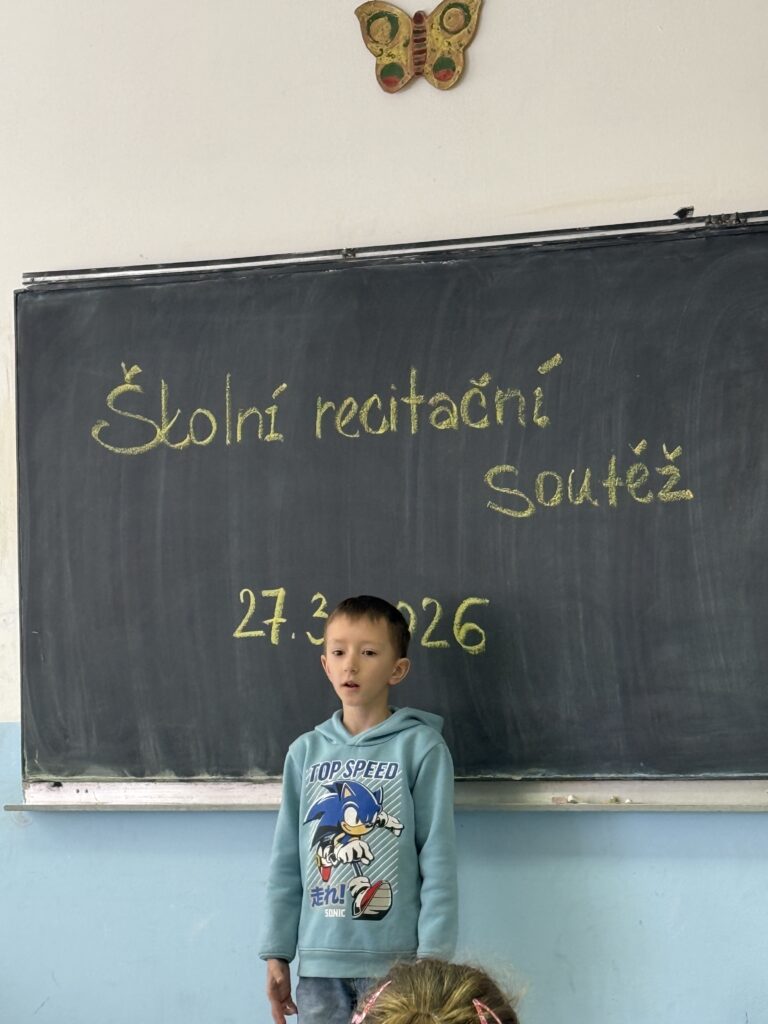 Školní recitační
soutěž
27.3 026
TOP SPEED
走れ!
SONIC